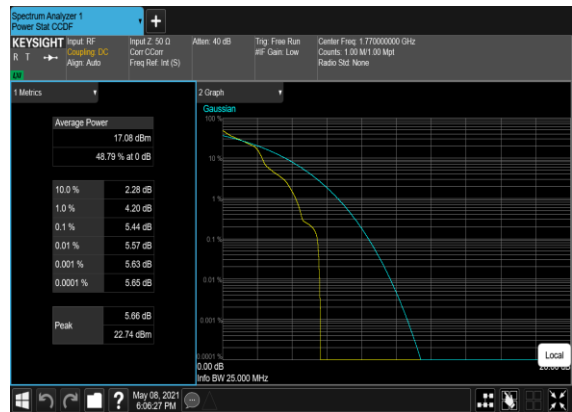 Spectrum Analyzer 1
Power Stat CCDF
KEYSIGHT
R T
LW
Input: RF
Coupling: DC
Align: Auto
Input Z: 50 Ω
Corr CCorr
Freq Ref: Int (S)
Atten: 40 dB
Trig: Free Run
#IF Gain: Low
Center Freq: 1.770000000 GHz
Counts: 1.00 M/1.00 Mpt
Radio Std: None
1 Metrics
Average Power
17.08 dBm
48.79 % at 0 dB
10.0 % 2.28 dB
1.0 % 4.20 dB
0.1 % 5.44 dB
0.01 % 5.57 dB
0.001 % 5.63 dB
0.0001 % 5.65 dB
Peak
5.66 dB
22.74 dBm
2 Graph
Gaussian
100 %
10 %
1 %
0.1 %
0.01 %
0.001 %
0.0001 %
0.00 dB
Info BW 25.000 MHz
Local
?
May 08, 2021
6:06:27 PM